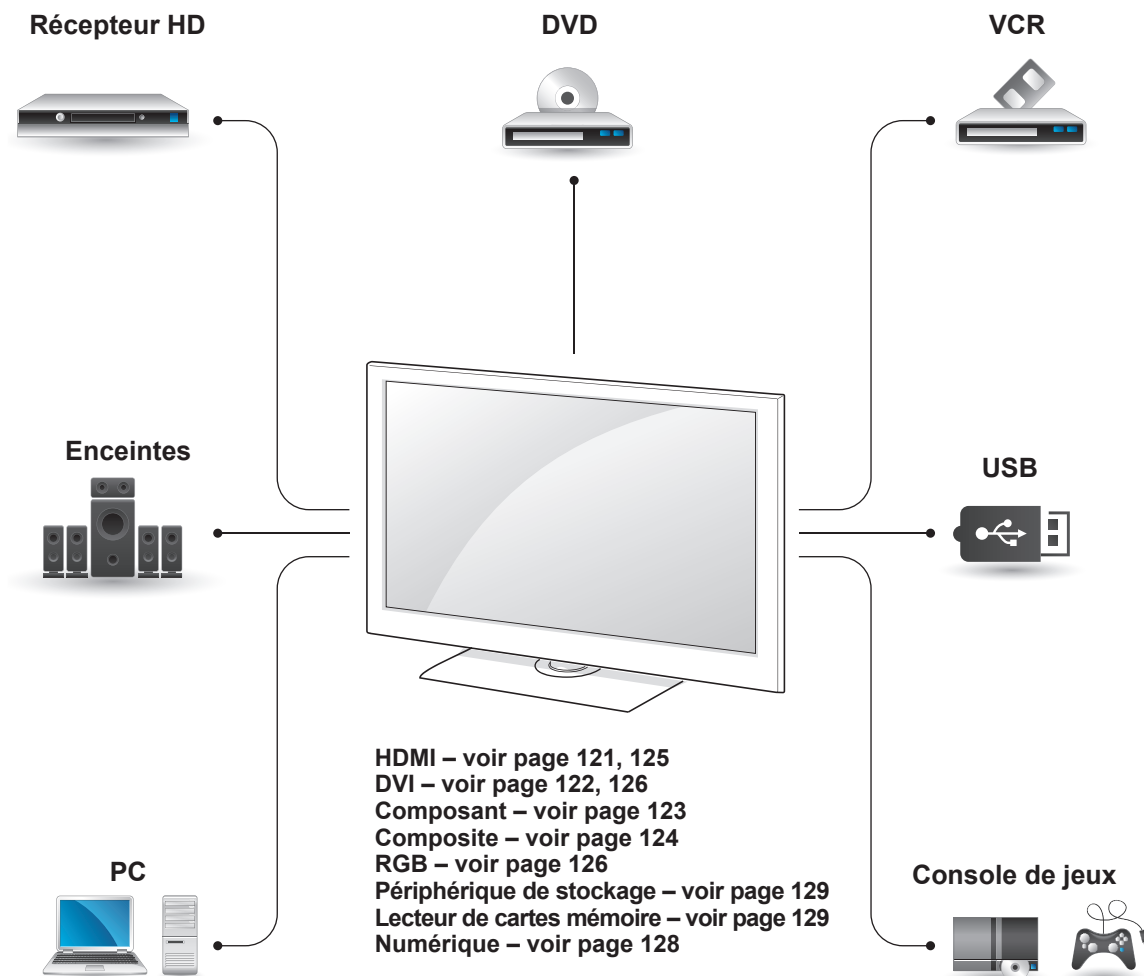 Récepteur HD
DVD
VCR
Enceintes
USB
HDMI – voir page 121, 125
DVI – voir page 122, 126
Composant – voir page 123
Composite – voir page 124
RGB – voir page 126
Périphérique de stockage – voir page 129
Lecteur de cartes mémoire – voir page 129
Numérique – voir page 128
PC
Console de jeux